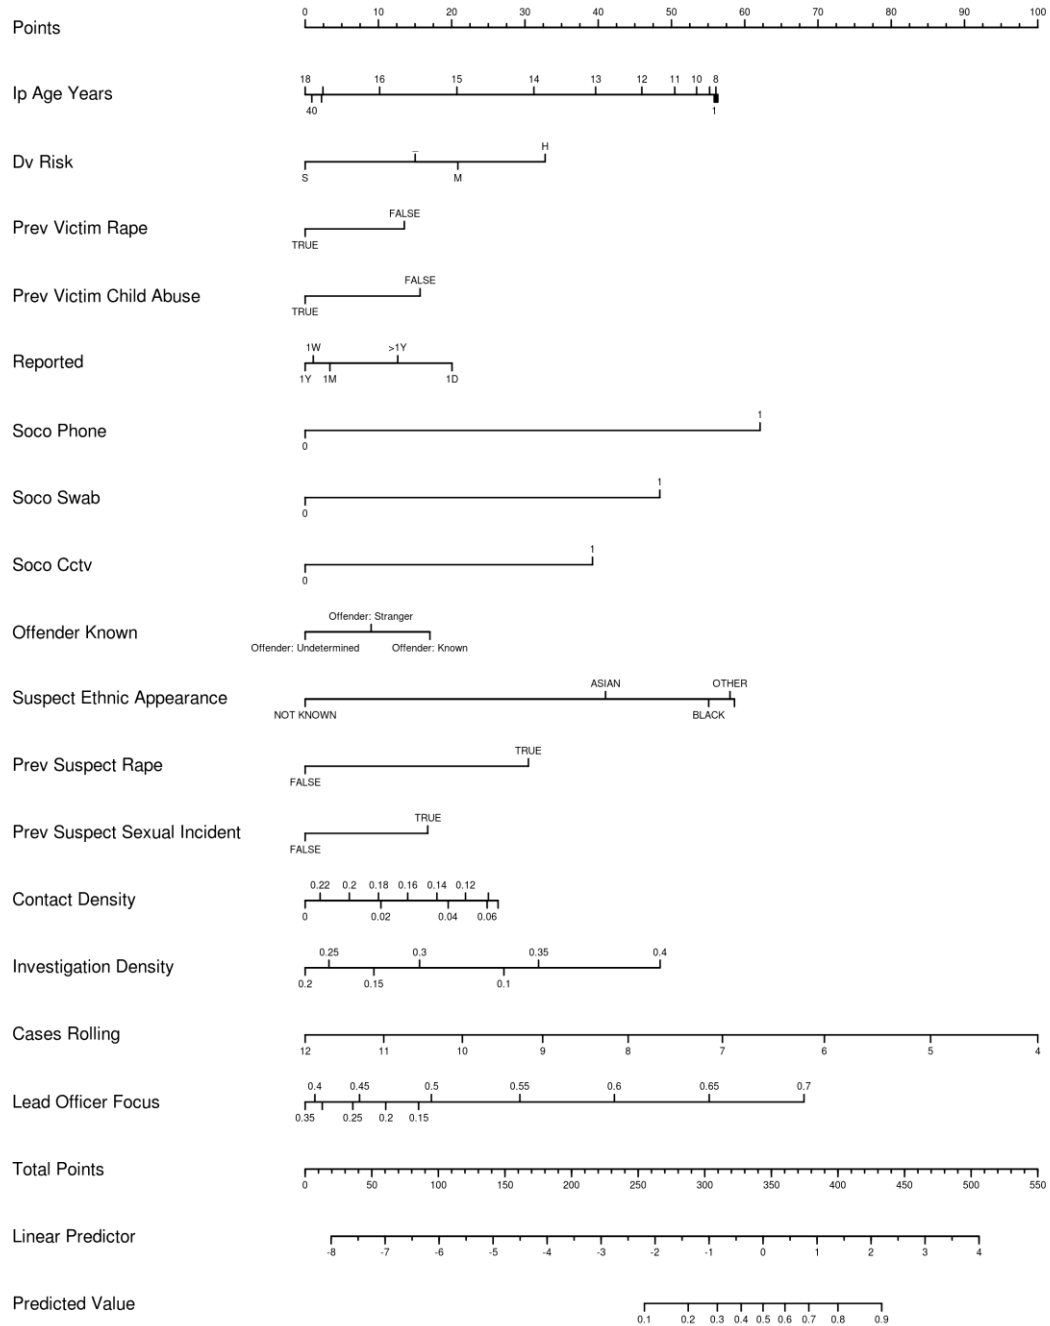 Points
0 10 20 30 40 50 60 70 80 90 100
Ip Age Years
18 16 15 14 13 12 11 10 8
40 1
Dv Risk
– H
S M
Prev Victim Rape
FALSE
TRUE
Prev Victim Child Abuse
FALSE
TRUE
Reported
1W >1Y
1Y 1M 1D
Soco Phone
1
0
Soco Swab
1
0
Soco Cctv
1
0
Offender Known
Offender: Stranger
Offender: Undetermined Offender: Known
Suspect Ethnic Appearance
ASIAN OTHER
NOT KNOWN BLACK
Prev Suspect Rape
TRUE
FALSE
Prev Suspect Sexual Incident
TRUE
FALSE
Contact Density
0.22 0.2 0.18 0.16 0.14 0.12
0 0.02 0.04 0.06
Investigation Density
0.25 0.3 0.35 0.4
0.2 0.15 0.1
Cases Rolling
12 11 10 9 8 7 6 5 4
Lead Officer Focus
0.4 0.45 0.5 0.55 0.6 0.65 0.7
0.35 0.25 0.2 0.15
Total Points
0 50 100 150 200 250 300 350 400 450 500 550
Linear Predictor
-8 -7 -6 -5 -4 -3 -2 -1 0 1 2 3 4
Predicted Value
0.1 0.2 0.3 0.4 0.5 0.6 0.7 0.8 0.9